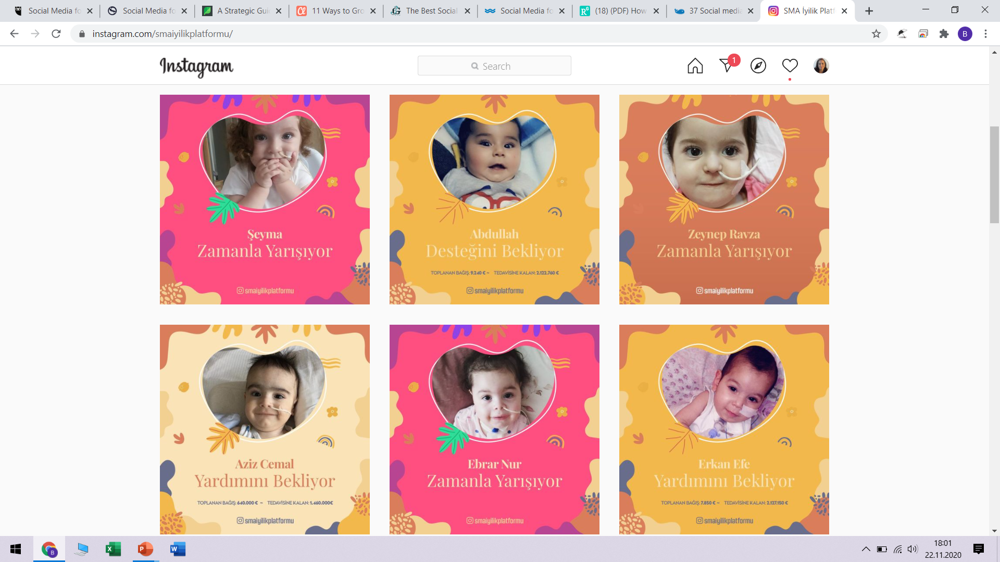 Social Media fo
Social Media fo
A Strategic Gui
11 Ways to Gro
The Best Social
Social Media fo
(18) (PDF) How
37 Social media
SMA İyilik Platf
instagram.com/smaiyilikplatformu/
B
Instagram
Search
1
Şeyma
Zamanla Yarışıyor
smaiyilikplatformu
Abdullah
Desteğini Bekliyor
TOPLANAN BAĞIŞ: 9.240 € ~ TEDAVİSİNE KALAN: 2.122.760 €
smaiyilikplatformu
Zeynep Ravza
Zamanla Yarışıyor
smaiyilikplatformu
Aziz Cemal
Yardımını Bekliyor
TOPLANAN BAĞIŞ: 640.000 € ~ TEDAVİSİNE KALAN: 1.460.000€
smaiyilikplatformu
Ebrar Nur
Zamanla Yarışıyor
smaiyilikplatformu
Erkan Efe
Yardımını Bekliyor
TOPLANAN BAĞIŞ: 7.850 € ~ TEDAVİSİNE KALAN: 2.127.150 €
smaiyilikplatformu
18:01
22.11.2020